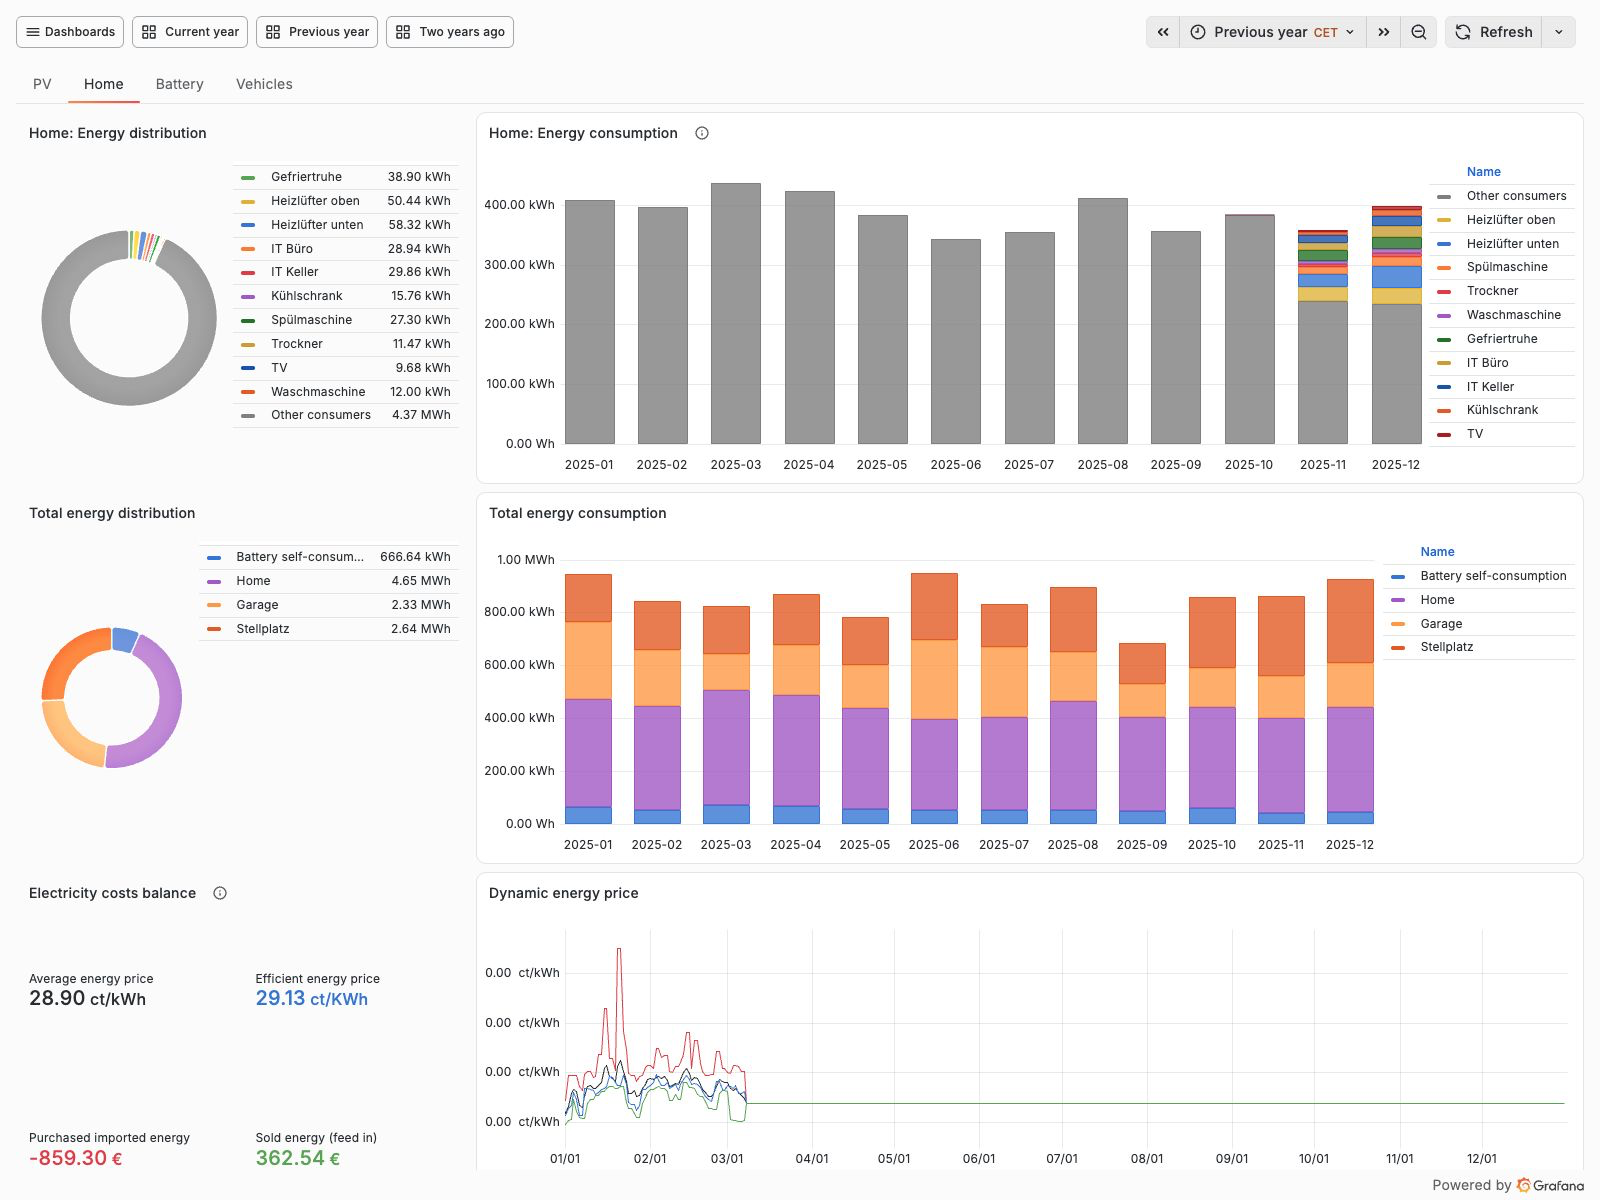 Dashboards
Current year
Previous year
Two years ago
Previous year CET
Refresh
PV
Home
Battery
Vehicles
Home: Energy distribution
Gefriertruhe 38.90 kWh
Heizlüfter oben 50.44 kWh
Heizlüfter unten 58.32 kWh
IT Büro 28.94 kWh
IT Keller 29.86 kWh
Kühlschrank 15.76 kWh
Spülmaschine 27.30 kWh
Trockner 11.47 kWh
TV 9.68 kWh
Waschmaschine 12.00 kWh
Other consumers 4.37 MWh
Home: Energy consumption
400.00 kWh
300.00 kWh
200.00 kWh
100.00 kWh
0.00 Wh
2025-01 2025-02 2025-03 2025-04 2025-05 2025-06 2025-07 2025-08 2025-09 2025-10 2025-11 2025-12
Name
Other consumers
Heizlüfter oben
Heizlüfter unten
Spülmaschine
Trockner
Waschmaschine
Gefriertruhe
IT Büro
IT Keller
Kühlschrank
TV
Total energy distribution
Battery self-consum... 666.64 kWh
Home 4.65 MWh
Garage 2.33 MWh
Stellplatz 2.64 MWh
Total energy consumption
1.00 MWh
800.00 kWh
600.00 kWh
400.00 kWh
200.00 kWh
0.00 Wh
2025-01 2025-02 2025-03 2025-04 2025-05 2025-06 2025-07 2025-08 2025-09 2025-10 2025-11 2025-12
Name
Battery self-consumption
Home
Garage
Stellplatz
Electricity costs balance
Average energy price
28.90 ct/kWh
Efficient energy price
29.13 ct/KWh
Purchased imported energy
-859.30 €
Sold energy (feed in)
362.54 €
Dynamic energy price
0.00 ct/kWh
0.00 ct/kWh
0.00 ct/kWh
0.00 ct/kWh
01/01 02/01 03/01 04/01 05/01 06/01 07/01 08/01 09/01 10/01 11/01 12/01
Powered by Grafana